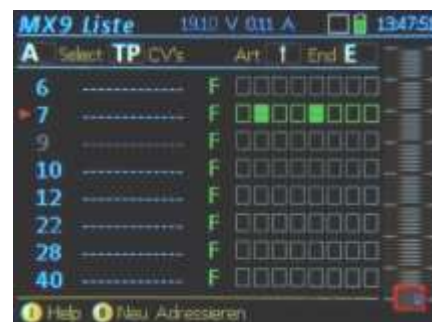 MX9 Liste 19.10 V 0.11 A 13:47:51
A Select TP CV's Art ↑ End E
6 F
7 F
9 F
10 F
12 F
22 F
28 F
40 F
Help Neu Adressieren